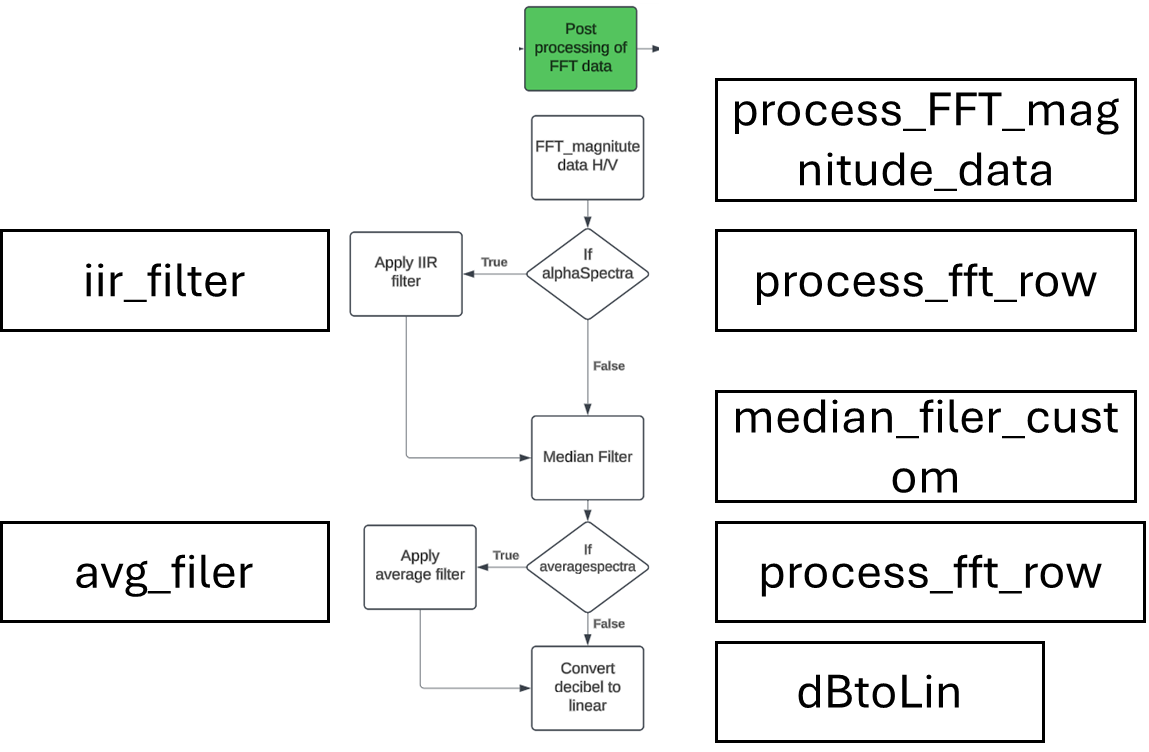 Post
processing of
FFT data
process_FFT_mag
nitude_data
FFT_magnitute
data H/V
iir_filter
Apply IIR
filter
True
If
alphaSpectra
process_fft_row
False
median_filer_cust
om
Median Filter
avg_filer
Apply
average filter
True
If
averagespectra
process_fft_row
False
Convert
decibel to
linear
dBtoLin